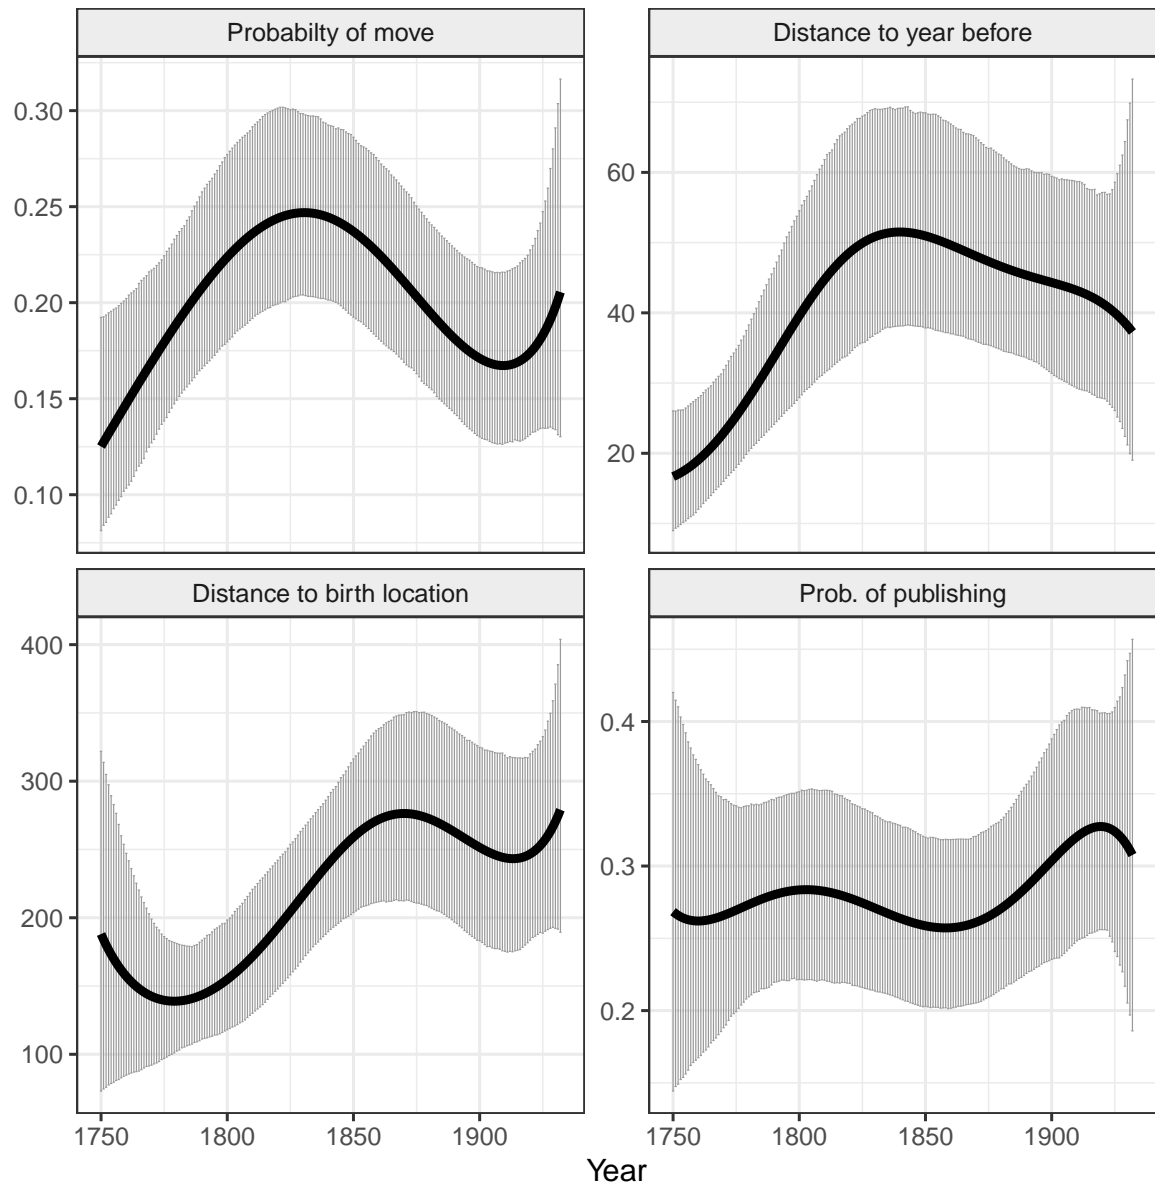 Probabilty of move
Distance to year before
0.30
0.25
0.20
0.15
0.10
60
40
20
Distance to birth location
Prob. of publishing
400
300
200
100
0.4
0.3
0.2
1750 1800 1850 1900
1750 1800 1850 1900
Year